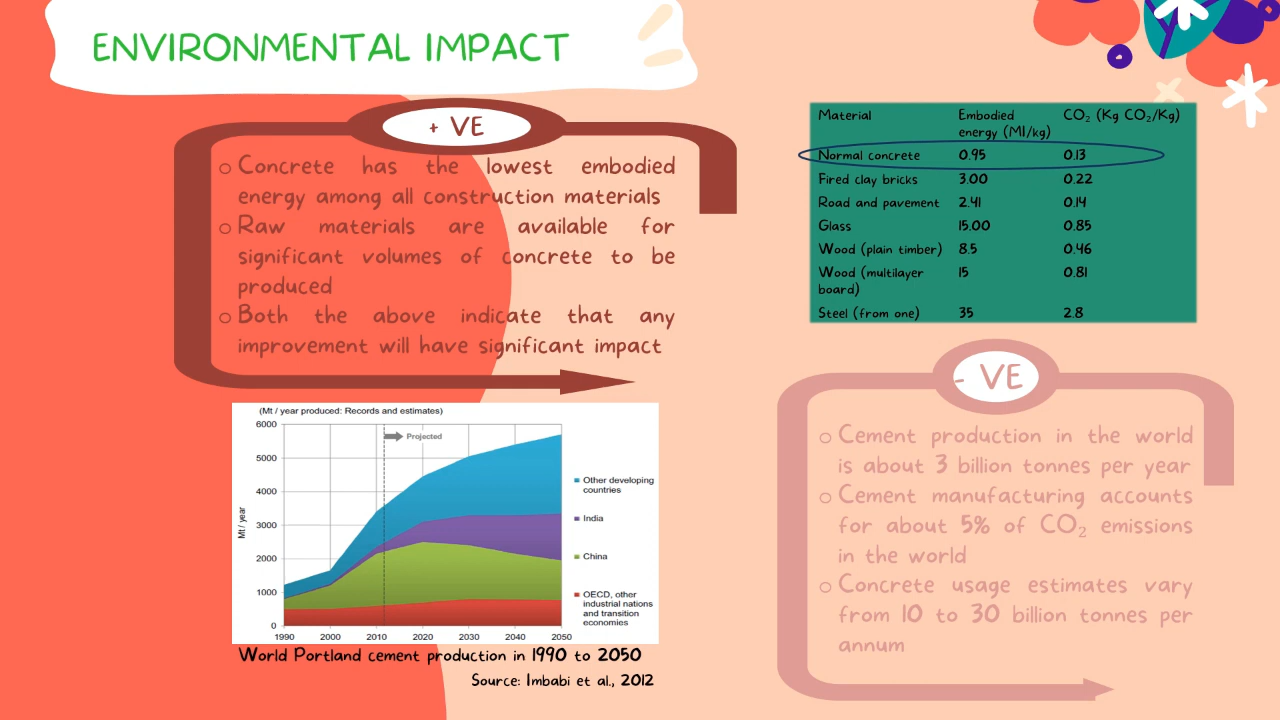 ENVIRONMENTAL IMPACT
+ VE
○ Concrete has the lowest embodied
energy among all construction materials
○ Raw materials are available for
significant volumes of concrete to be
produced
○ Both the above indicate that any
improvement will have significant impact
(Mt / year produced: Records and estimates)
Projected
Mt / year
6000
5000
4000
3000
2000
1000
0
1990 2000 2010 2020 2030 2040 2050
Other developing
countries
India
China
OECD, other
industrial nations
and transition
economies
World Portland cement production in 1990 to 2050
Source: Imbabi et al., 2012
Material Embodied CO₂ (Kg CO₂/Kg)
energy (MI/kg)
Normal concrete 0.95 0.13
Fired clay bricks 3.00 0.22
Road and pavement 2.41 0.14
Glass 15.00 0.85
Wood (plain timber) 8.5 0.46
Wood (multilayer 15 0.81
board)
Steel (from one) 35 2.8
- VE
○ Cement production in the world
is about 3 billion tonnes per year
○ Cement manufacturing accounts
for about 5% of CO₂ emissions
in the world
○ Concrete usage estimates vary
from 10 to 30 billion tonnes per
annum